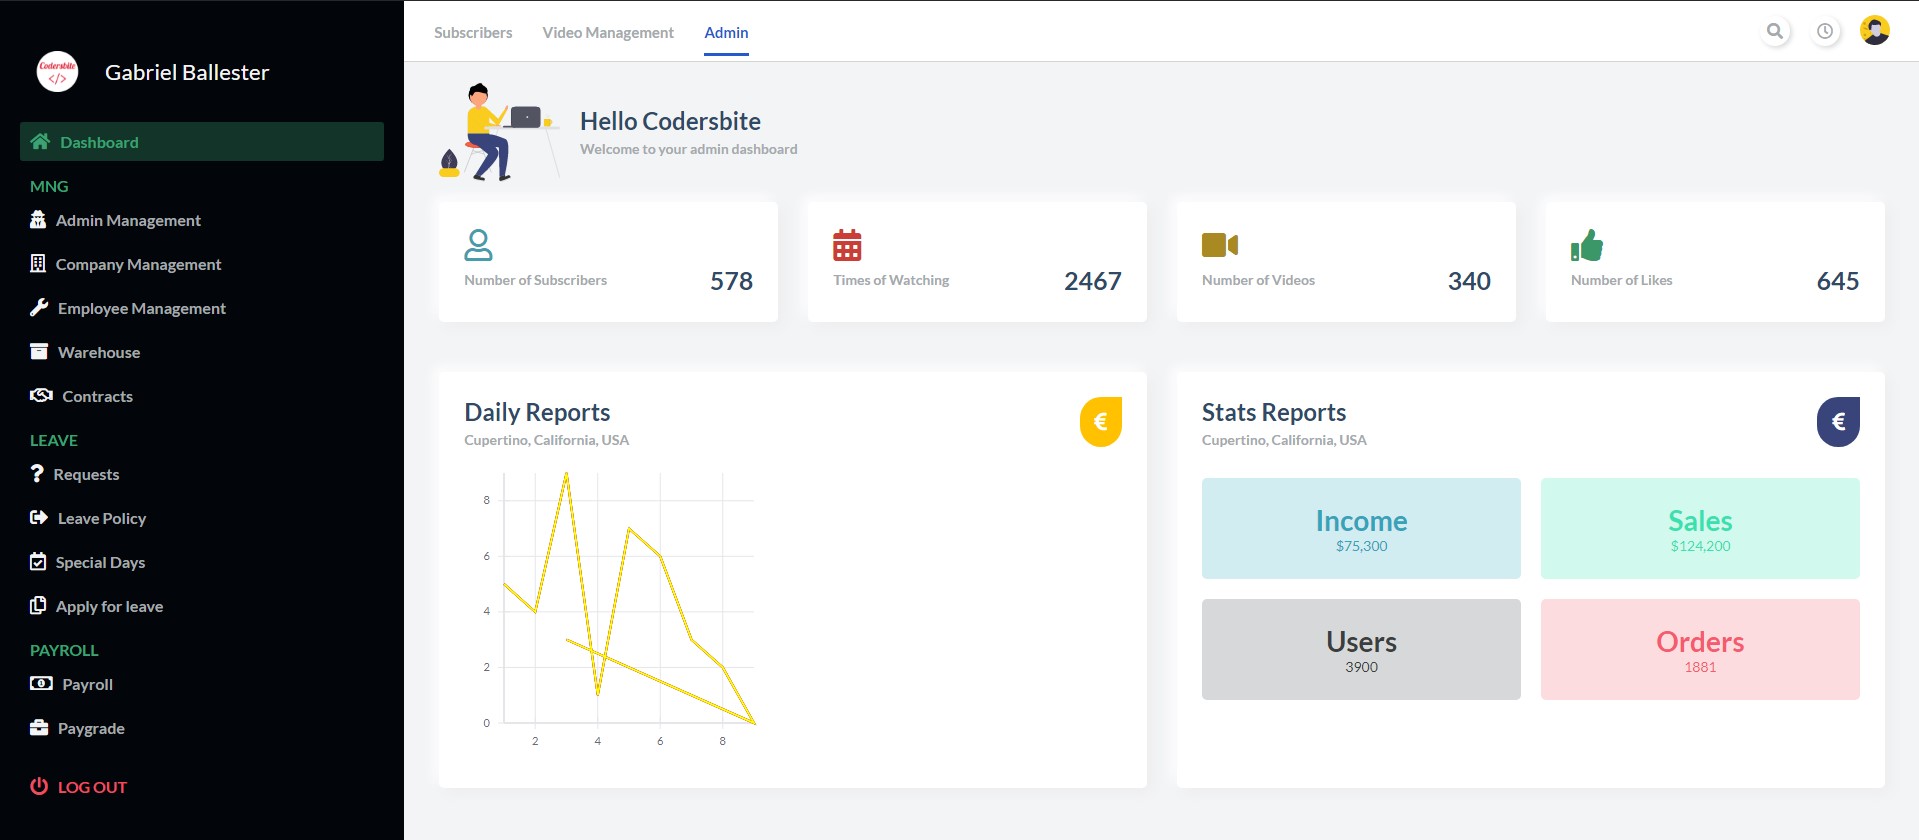 Codersbite
</>
Gabriel Ballester
Dashboard
MNG
Admin Management
Company Management
Employee Management
Warehouse
Contracts
LEAVE
Requests
Leave Policy
Special Days
Apply for leave
PAYROLL
Payroll
Paygrade
LOG OUT
Subscribers
Video Management
Admin
Hello Codersbite
Welcome to your admin dashboard
Number of Subscribers
578
Times of Watching
2467
Number of Videos
340
Number of Likes
645
Daily Reports
Cupertino, California, USA
€
8
6
4
2
0
2 4 6 8
Stats Reports
Cupertino, California, USA
€
Income
$75,300
Sales
$124,200
Users
3900
Orders
1881